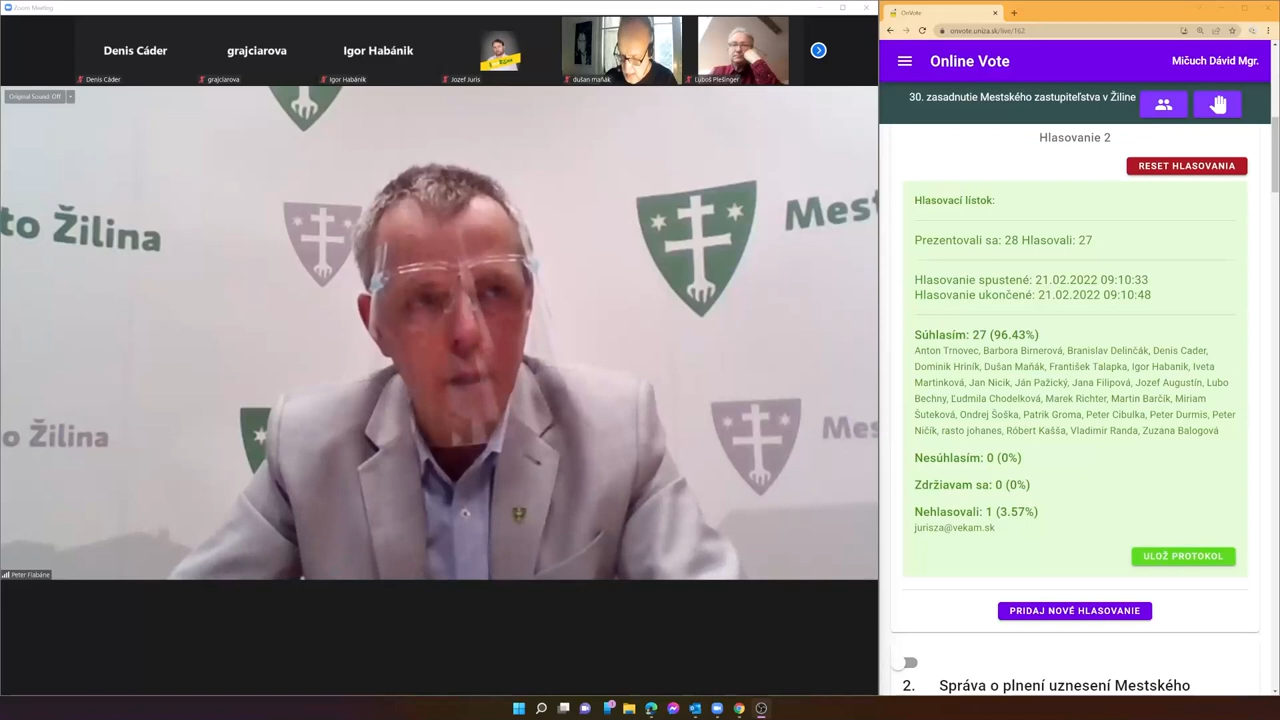 Zoom Meeting
Denis Cáder
grajciarova
Igor Habánik
Denis Cáder
grajciarova
Igor Habánik
Jozef Juris
dušan maňák
Ľuboš Plešinger
Original Sound: Off
to Žilina
Mest
o Žilina
Mes
Peter Fiabáne
OnVote
onvote.uniza.sk/live/162
Online Vote
Mičuch Dávid Mgr.
30. zasadnutie Mestského zastupiteľstva v Žiline
Hlasovanie 2
RESET HLASOVANIA
Hlasovací lístok:
Prezentovali sa: 28 Hlasovali: 27
Hlasovanie spustené: 21.02.2022 09:10:33
Hlasovanie ukončené: 21.02.2022 09:10:48
Súhlasím: 27 (96.43%)
Anton Trnovec, Barbora Birnerová, Branislav Delinčák, Denis Cader,
Dominik Hriník, Dušan Maňák, František Talapka, Igor Habanik, Iveta
Martinková, Jan Nicik, Ján Pažický, Jana Filipová, Jozef Augustín, Lubo
Bechny, Ľudmila Chodelková, Marek Richter, Martin Barčík, Miriam
Šuteková, Ondrej Šoška, Patrik Groma, Peter Cibulka, Peter Durmis, Peter
Ničík, rasto johanes, Róbert Kašša, Vladimir Randa, Zuzana Balogová
Nesúhlasím: 0 (0%)
Zdržiavam sa: 0 (0%)
Nehlasovali: 1 (3.57%)
jurisza@vekam.sk
ULOŽ PROTOKOL
PRIDAJ NOVÉ HLASOVANIE
2. Správa o plnení uznesení Mestského